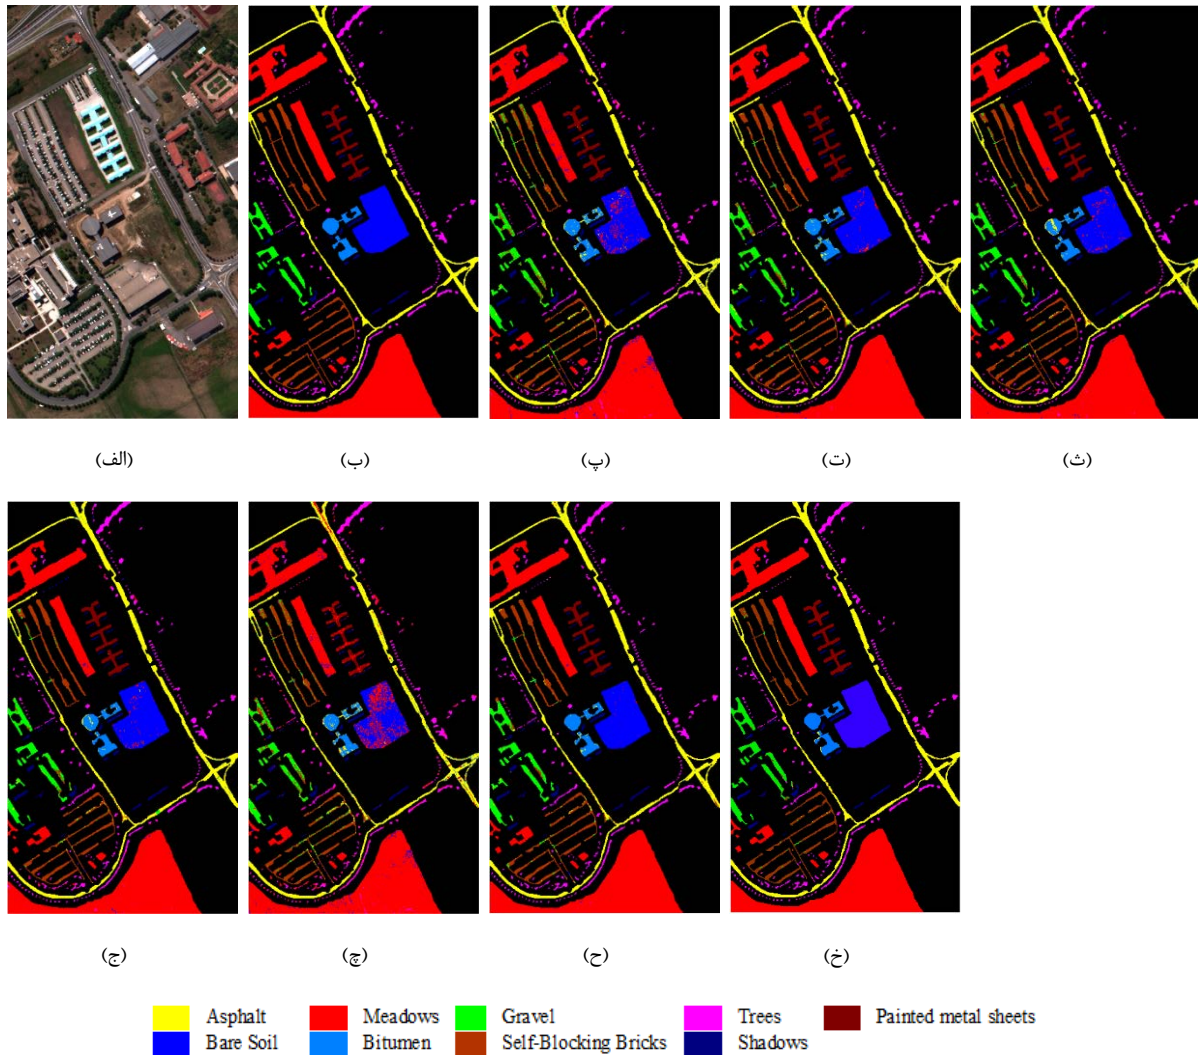 (الف) (ب) (پ) (ت) (ث)
(ج) (چ) (ح) (خ)
Asphalt Meadows Gravel Trees Painted metal sheets
Bare Soil Bitumen Self-Blocking Bricks Shadows